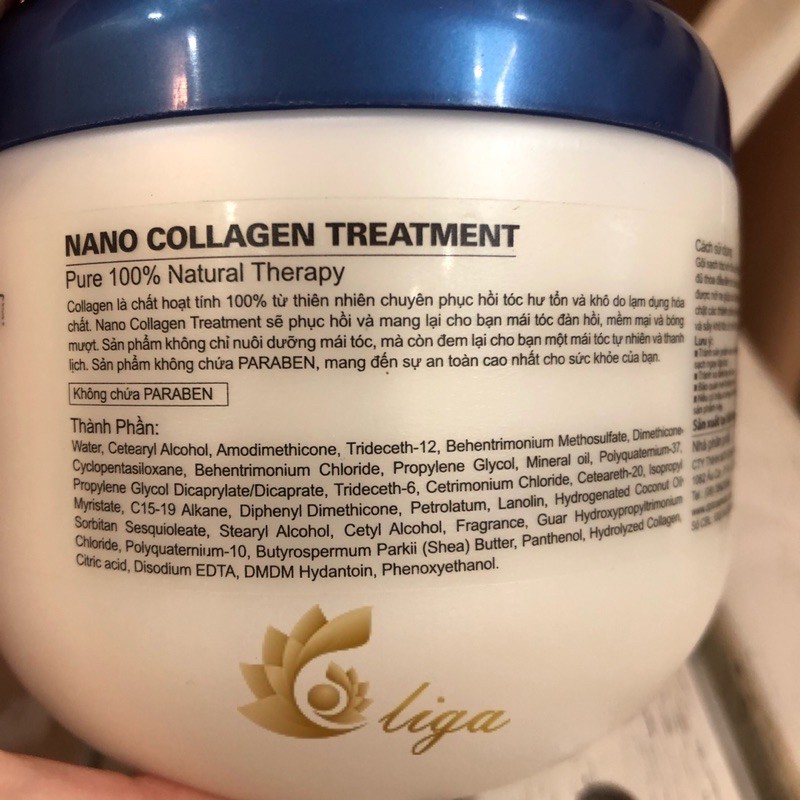 NANO COLLAGEN TREATMENT
Pure 100% Natural Therapy
Collagen là chất hoạt tính 100% từ thiên nhiên chuyên phục hồi tóc hư tổn và khô do lạm dụng hóa
chất. Nano Collagen Treatment sẽ phục hồi và mang lại cho bạn mái tóc đàn hồi, mềm mại và bóng
mượt. Sản phẩm không chỉ nuôi dưỡng mái tóc, mà còn đem lại cho bạn một mái tóc tự nhiên và thanh
lịch. Sản phẩm không chứa PARABEN, mang đến sự an toàn cao nhất cho sức khỏe của bạn.
Không chứa PARABEN
Thành Phần:
Water, Cetearyl Alcohol, Amodimethicone, Trideceth-12, Behentrimonium Methosulfate, Dimethicone-
Cyclopentasiloxane, Behentrimonium Chloride, Propylene Glycol, Mineral oil, Polyquaternium-37,
Propylene Glycol Dicaprylate/Dicaprate, Trideceth-6, Cetrimonium Chloride, Ceteareth-20, Isopropyl
Myristate, C15-19 Alkane, Diphenyl Dimethicone, Petrolatum, Lanolin, Hydrogenated Coconut Oil
Sorbitan Sesquioleate, Stearyl Alcohol, Cetyl Alcohol, Fragrance, Guar Hydroxypropyltrimonium
Chloride, Polyquaternium-10, Butyrospermum Parkii (Shea) Butter, Panthenol, Hydrolyzed Collagen,
Citric acid, Disodium EDTA, DMDM Hydantoin, Phenoxyethanol.
Cách sử dụng
Lưu ý:
Sản xuất tại
Nhà phân phối
liga